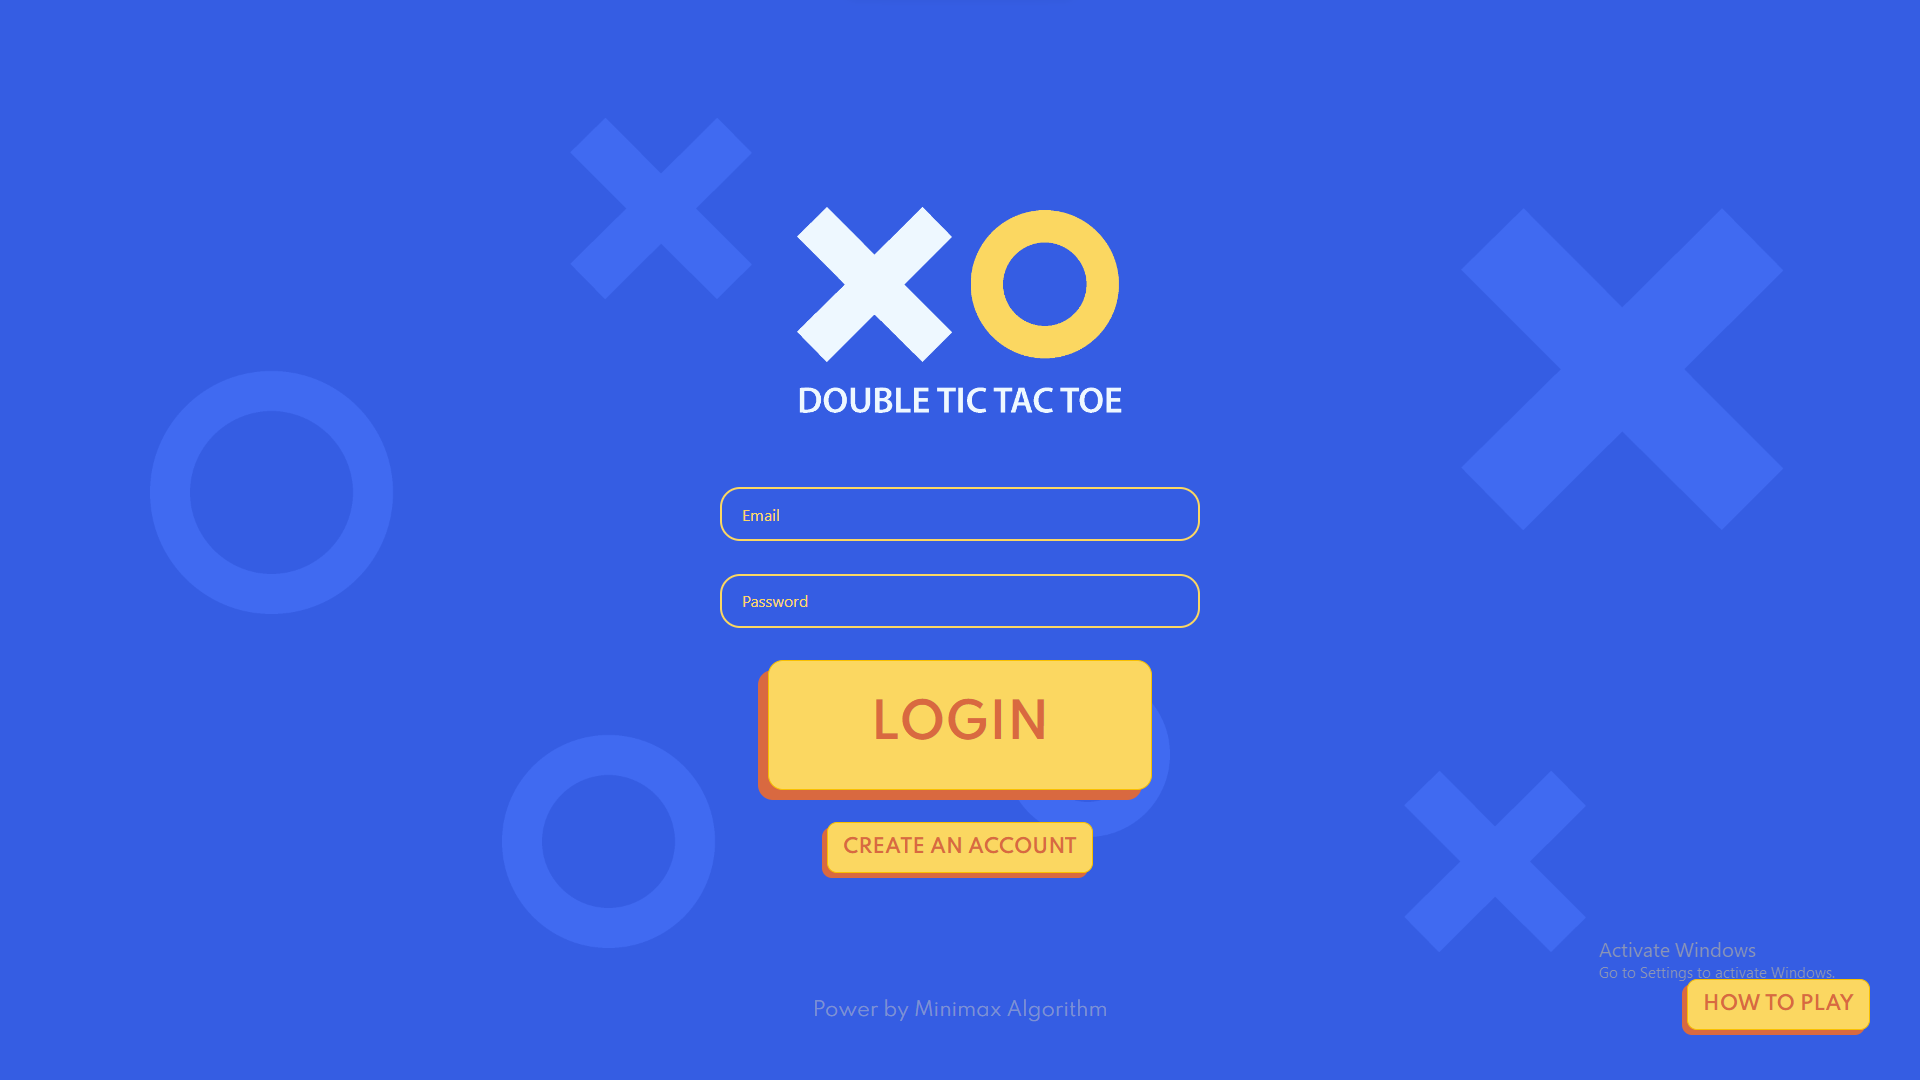 XO
DOUBLE TIC TAC TOE
Email
Password
LOGIN
CREATE AN ACCOUNT
Activate Windows
Go to Settings to activate Windows.
HOW TO PLAY
Power by Minimax Algorithm